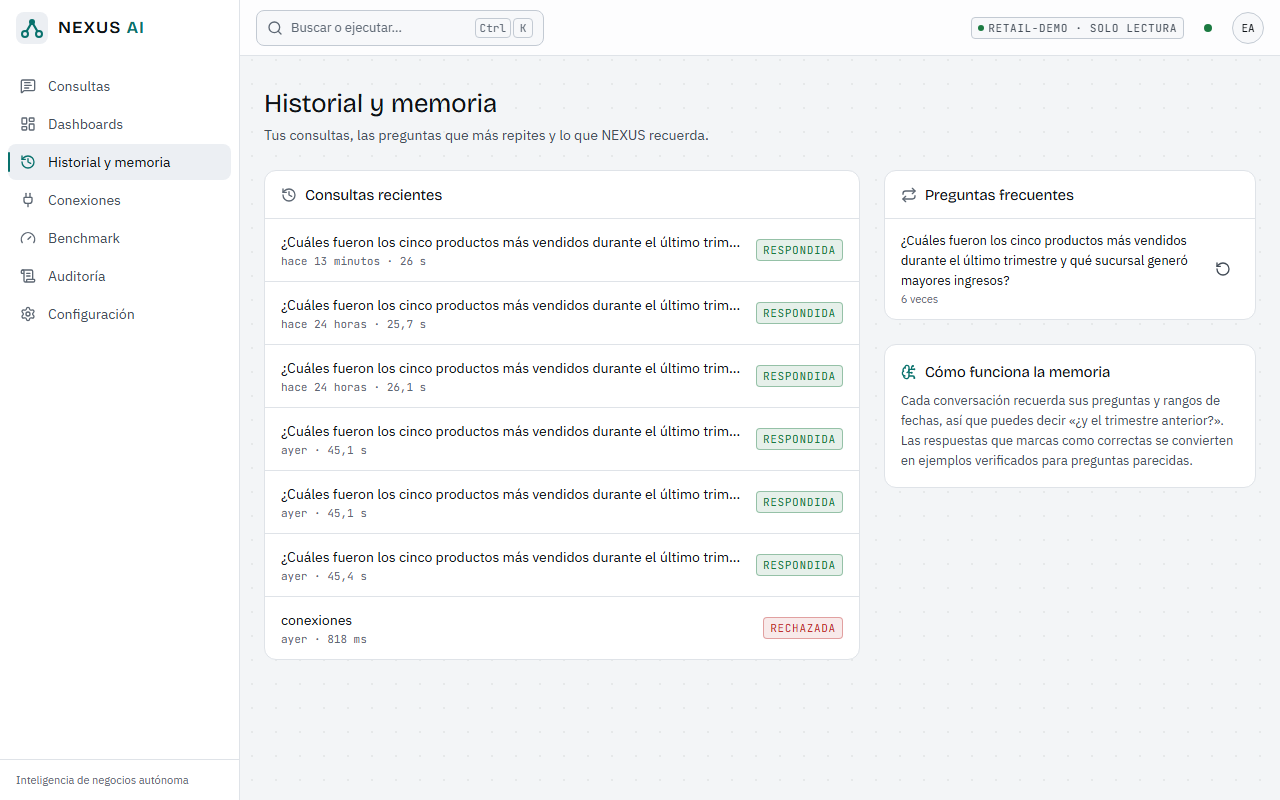 NEXUS AI
Consultas
Dashboards
Historial y memoria
Conexiones
Benchmark
Auditoría
Configuración
Inteligencia de negocios autónoma
Buscar o ejecutar...
Ctrl K
RETAIL-DEMO · SOLO LECTURA
EA
Historial y memoria
Tus consultas, las preguntas que más repites y lo que NEXUS recuerda.
Consultas recientes
¿Cuáles fueron los cinco productos más vendidos durante el último trim...
hace 13 minutos · 26 s
RESPONDIDA
¿Cuáles fueron los cinco productos más vendidos durante el último trim...
hace 24 horas · 25,7 s
RESPONDIDA
¿Cuáles fueron los cinco productos más vendidos durante el último trim...
hace 24 horas · 26,1 s
RESPONDIDA
¿Cuáles fueron los cinco productos más vendidos durante el último trim...
ayer · 45,1 s
RESPONDIDA
¿Cuáles fueron los cinco productos más vendidos durante el último trim...
ayer · 45,1 s
RESPONDIDA
¿Cuáles fueron los cinco productos más vendidos durante el último trim...
ayer · 45,4 s
RESPONDIDA
conexiones
ayer · 818 ms
RECHAZADA
Preguntas frecuentes
¿Cuáles fueron los cinco productos más vendidos
durante el último trimestre y qué sucursal generó
mayores ingresos?
6 veces
Cómo funciona la memoria
Cada conversación recuerda sus preguntas y rangos de
fechas, así que puedes decir «¿y el trimestre anterior?».
Las respuestas que marcas como correctas se convierten
en ejemplos verificados para preguntas parecidas.